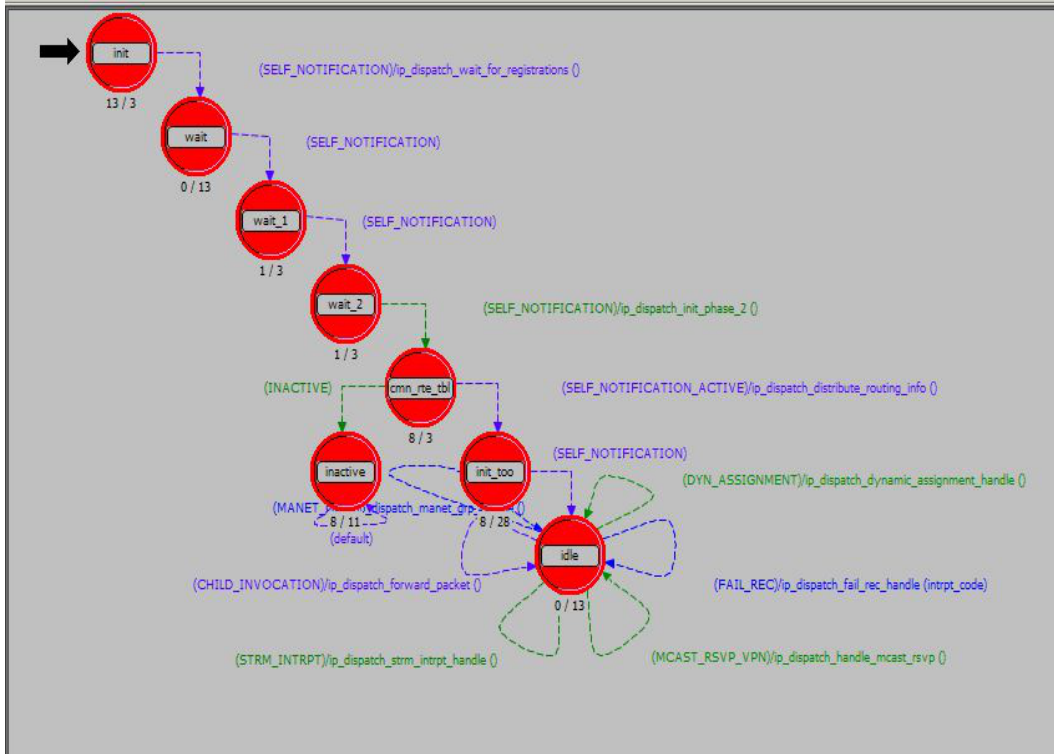 init
13 / 3
(SELF_NOTIFICATION)/ip_dispatch_wait_for_registrations ()
wait
0 / 13
(SELF_NOTIFICATION)
wait_1
1 / 3
(SELF_NOTIFICATION)
wait_2
1 / 3
(SELF_NOTIFICATION)/ip_dispatch_init_phase_2 ()
cmn_rte_tbl
8 / 3
(INACTIVE)
(SELF_NOTIFICATION_ACTIVE)/ip_dispatch_distribute_routing_info ()
inactive
8 / 11
init_too
8 / 28
(SELF_NOTIFICATION)
(DYN_ASSIGNMENT)/ip_dispatch_dynamic_assignment_handle ()
(default)
idle
0 / 13
(CHILD_INVOCATION)/ip_dispatch_forward_packet ()
(FAIL_REC)/ip_dispatch_fail_rec_handle (intrpt_code)
(STRM_INTRPT)/ip_dispatch_strm_intrpt_handle ()
(MCAST_RSVP_VPN)/ip_dispatch_handle_mcast_rsvp ()